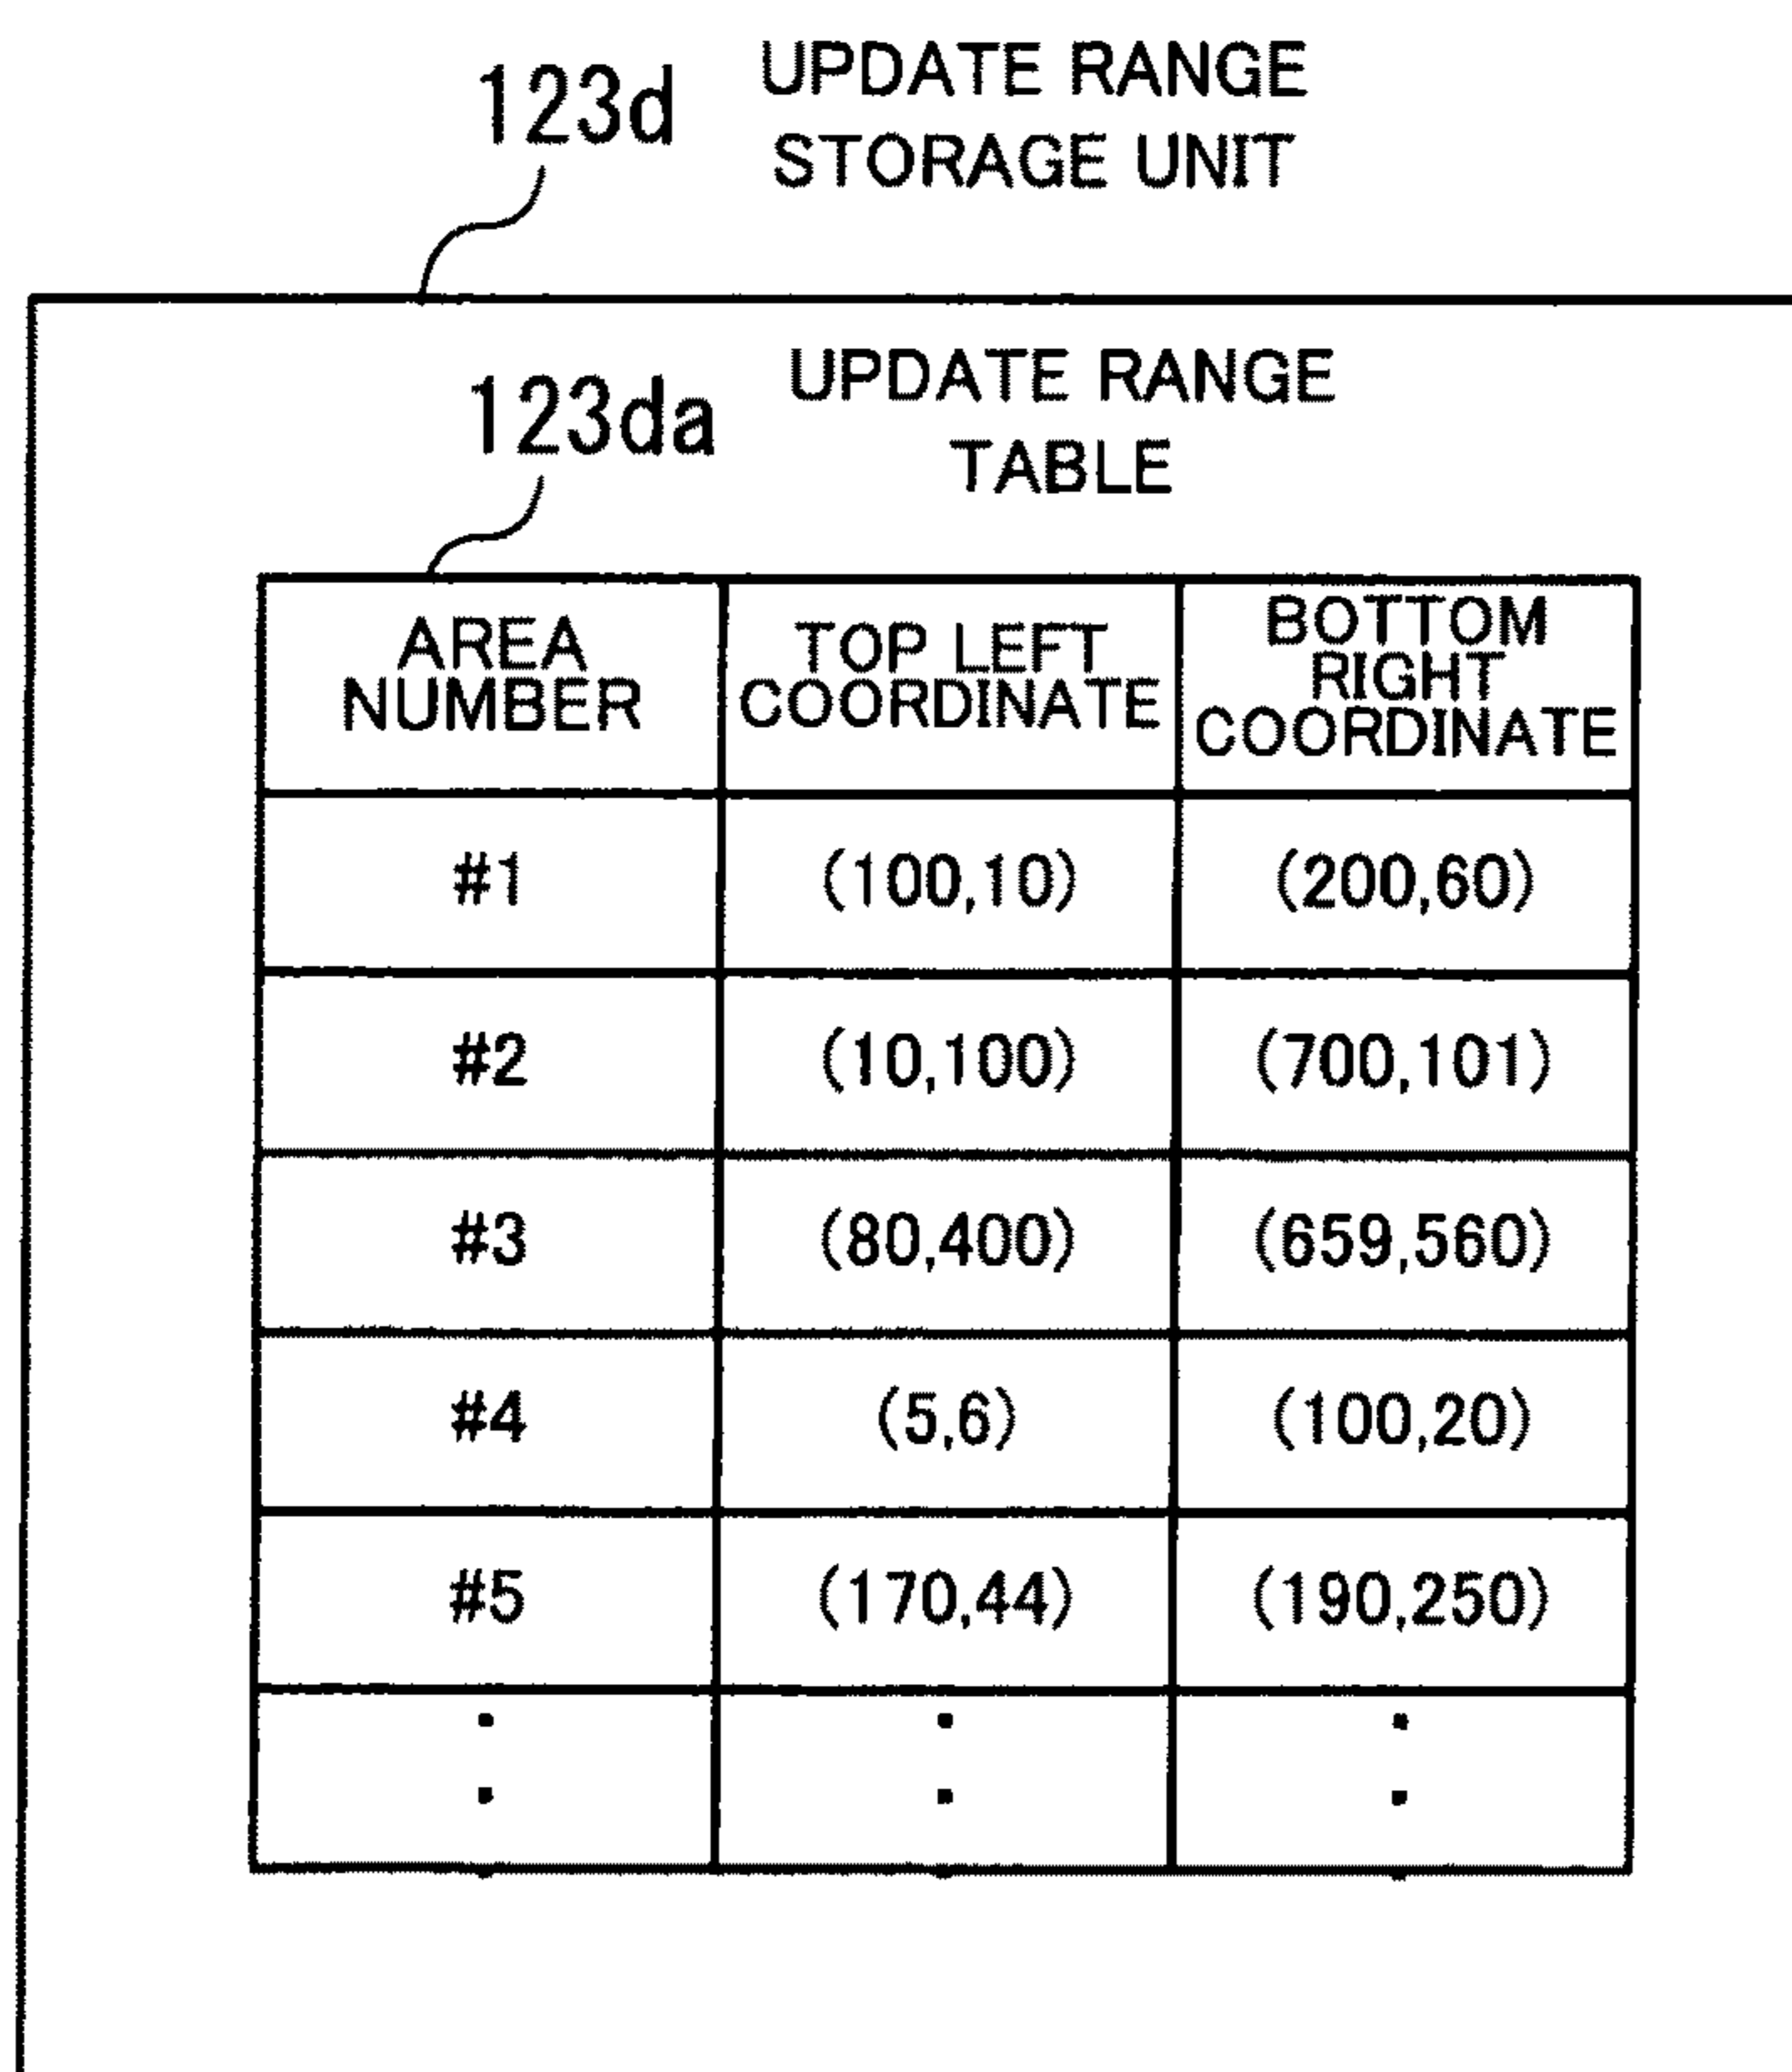 123d UPDATE RANGE
STORAGE UNIT
123da UPDATE RANGE
TABLE
AREA NUMBER TOP LEFT COORDINATE BOTTOM RIGHT COORDINATE
#1 (100,10) (200,60)
#2 (10,100) (700,101)
#3 (80,400) (659,560)
#4 (5,6) (100,20)
#5 (170,44) (190,250)